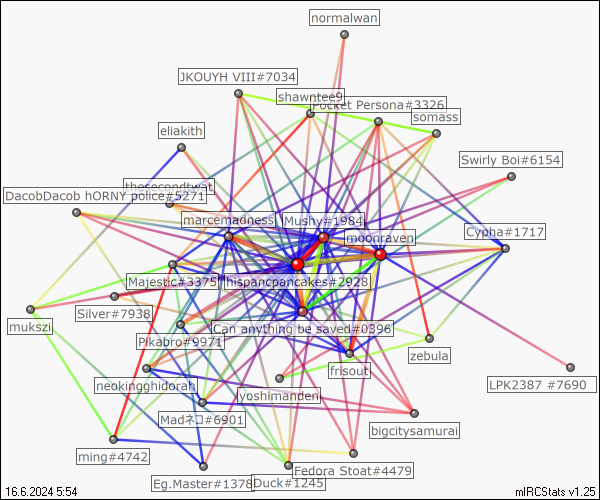 normalwan
JKOUYH VIII#7034
shawntee9
Pocket Persona#3326
somass
eliakith
Swirly Boi#6154
thesecondtwat
DacobDacob hORNY police#5271
marcemadness
Mushy#1984
moonraven
Cypha#1717
Majestic#3375
hispancpancakes#2928
Silver#7938
mukszi
Can anything be saved#0396
Pikabro#9971
zebula
frisout
neokingghidorah
LPK2387 #7690
yoshimandeni
Madネコ#6901
bigcitysamurai
ming#4742
Fedora Stoat#4479
Eg.Master#1378
Duck#1245
16.6.2024 5:54
mIRCStats v1.25